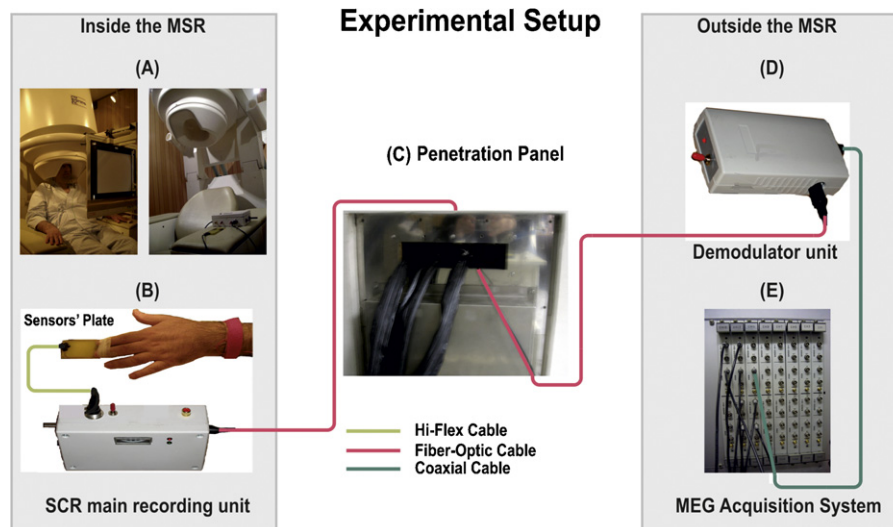 Experimental Setup
Inside the MSR
(A)
(B)
Sensors' Plate
SCR main recording unit
(C) Penetration Panel
Hi-Flex Cable
Fiber-Optic Cable
Coaxial Cable
Outside the MSR
(D)
Demodulator unit
(E)
MEG Acquisition System